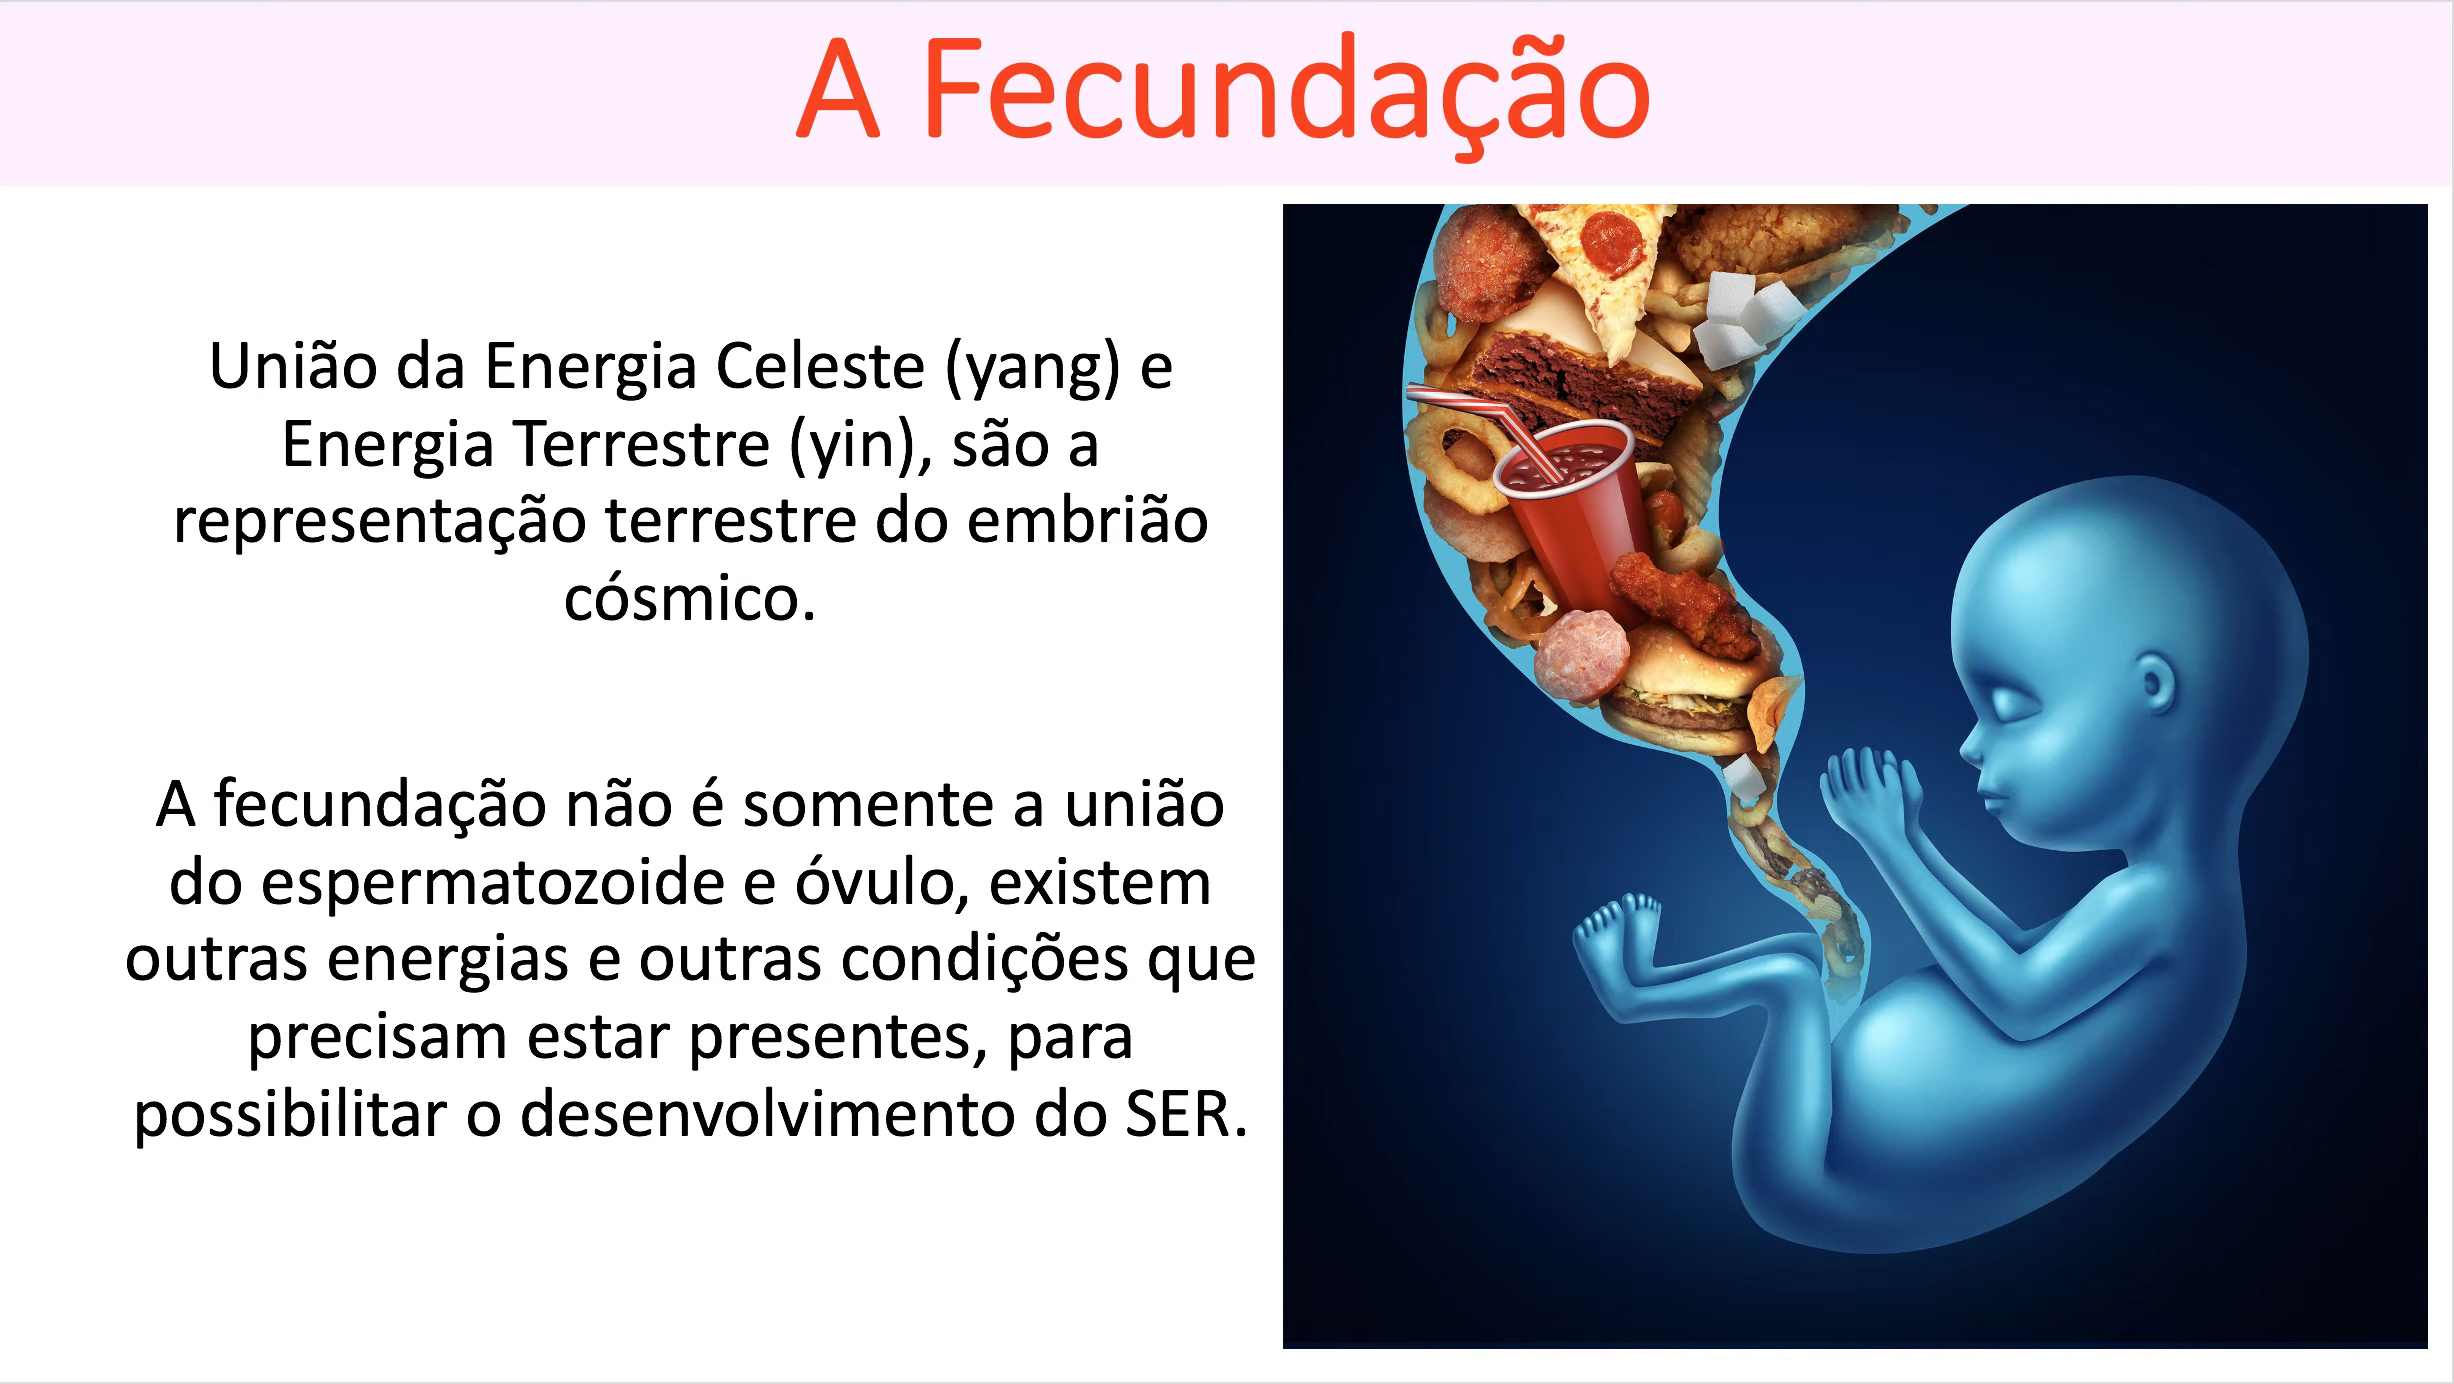 A Fecundação
União da Energia Celeste (yang) e
Energia Terrestre (yin), são a
representação terrestre do embrião
cósmico.
A fecundação não é somente a união
do espermatozoide e óvulo, existem
outras energias e outras condições que
precisam estar presentes, para
possibilitar o desenvolvimento do SER.